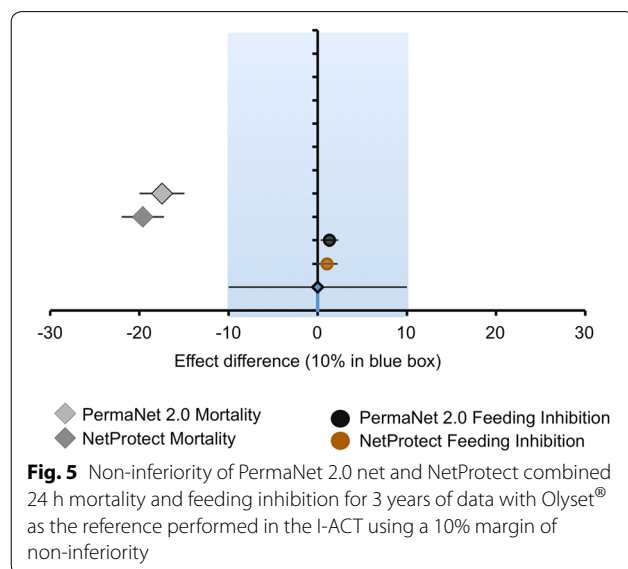 -30 -20 -10 0 10 20 30
Effect difference (10% in blue box)
PermaNet 2.0 Mortality
NetProtect Mortality
PermaNet 2.0 Feeding Inhibition
NetProtect Feeding Inhibition
Fig. 5 Non-inferiority of PermaNet 2.0 net and NetProtect combined
24 h mortality and feeding inhibition for 3 years of data with Olyset®
as the reference performed in the I-ACT using a 10% margin of
non-inferiority